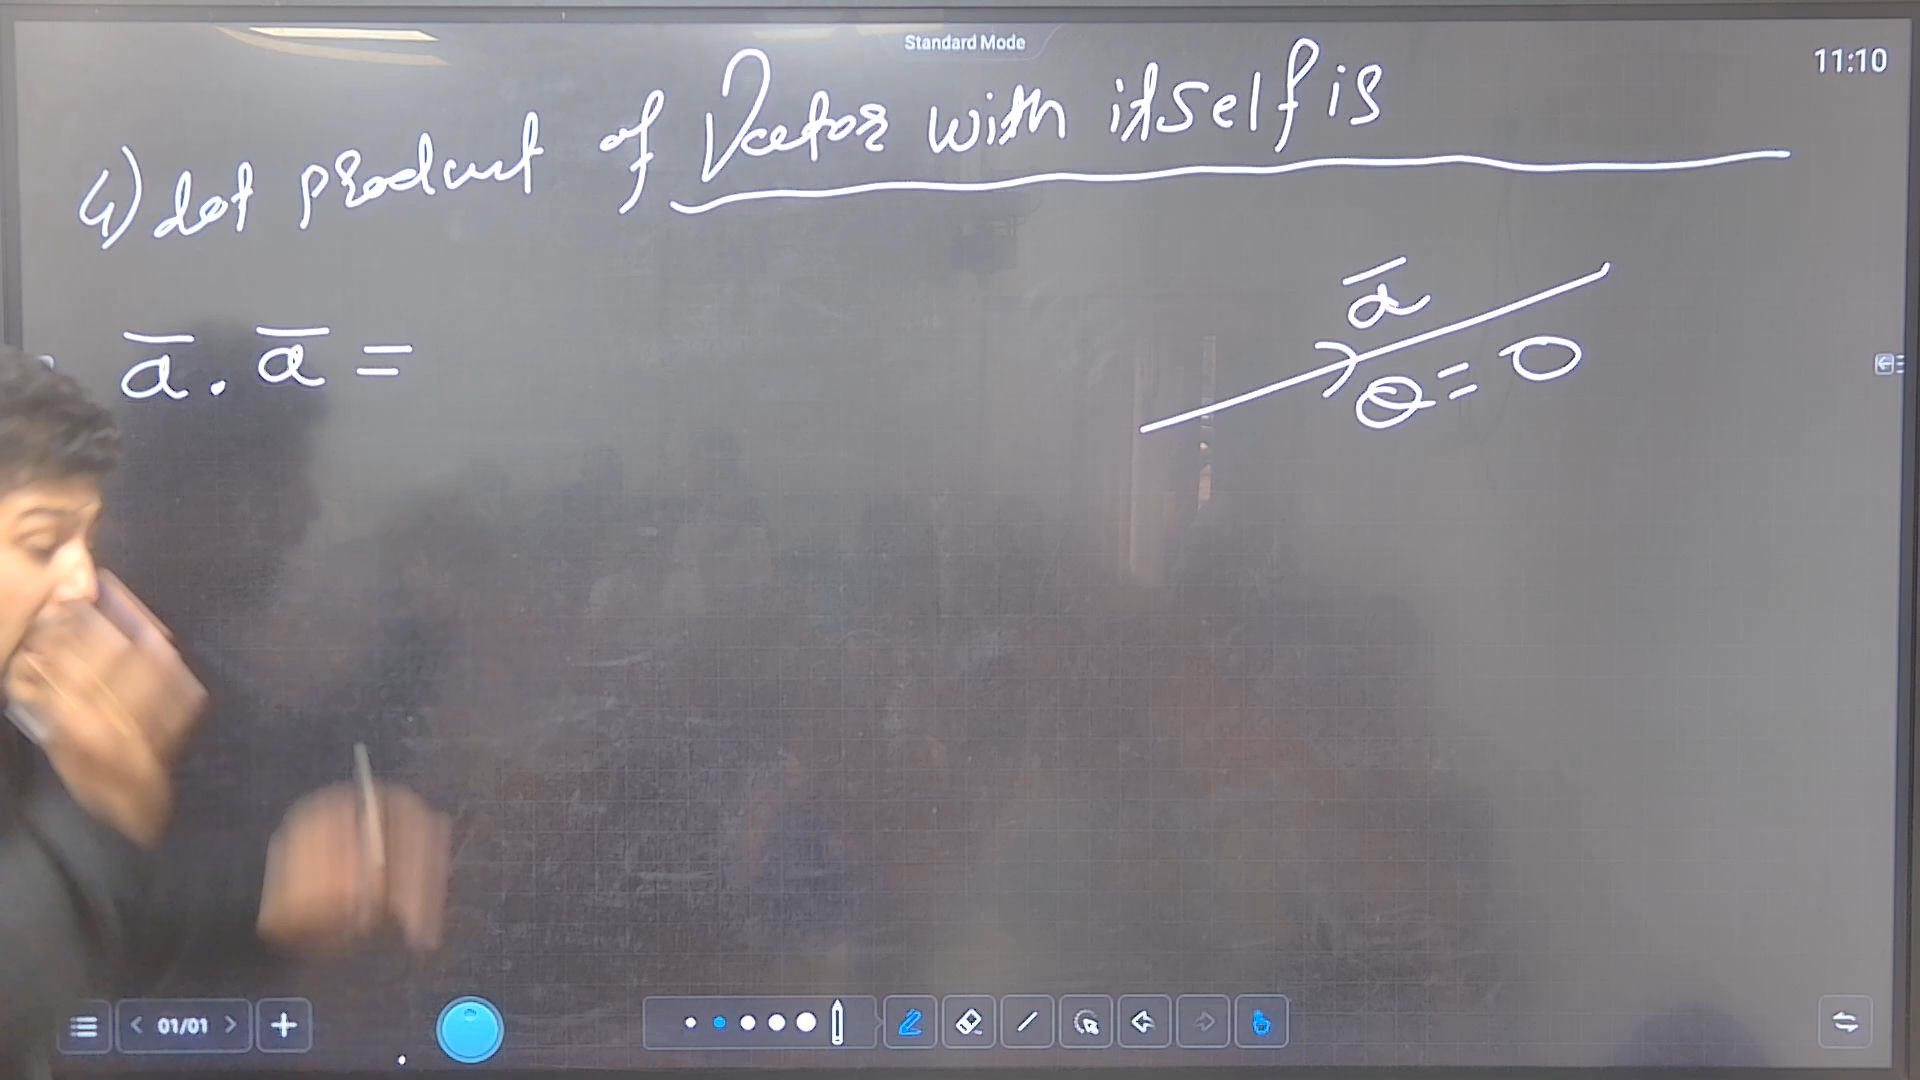 Standard Mode
11:10
4) dot product of Vector with itself is
a̅
a̅ . a̅ =
θ = 0
01/01